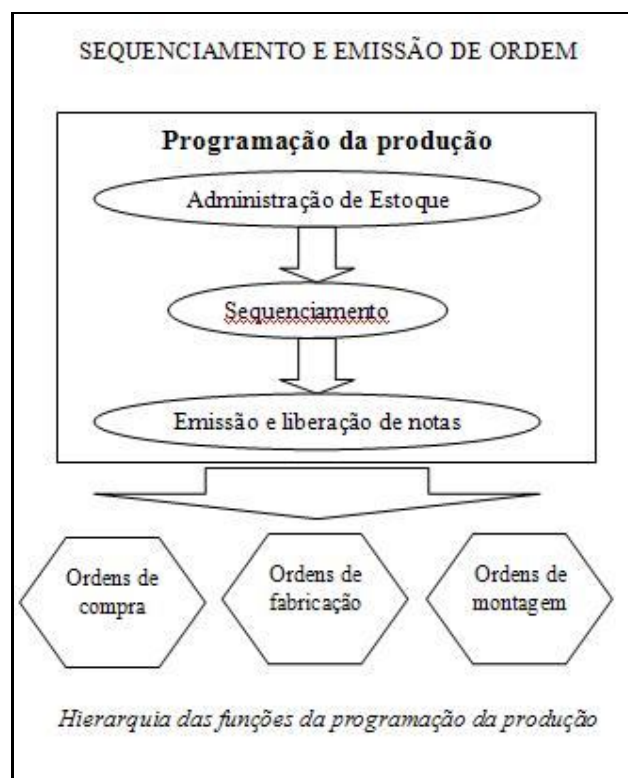 SEQUENCIAMENTO E EMISSÃO DE ORDEM
Programação da produção
Administração de Estoque
Sequenciamento
Emissão e liberação de notas
Ordens de
compra
Ordens de
fabricação
Ordens de
montagem
Hierarquia das funções da programação da produção